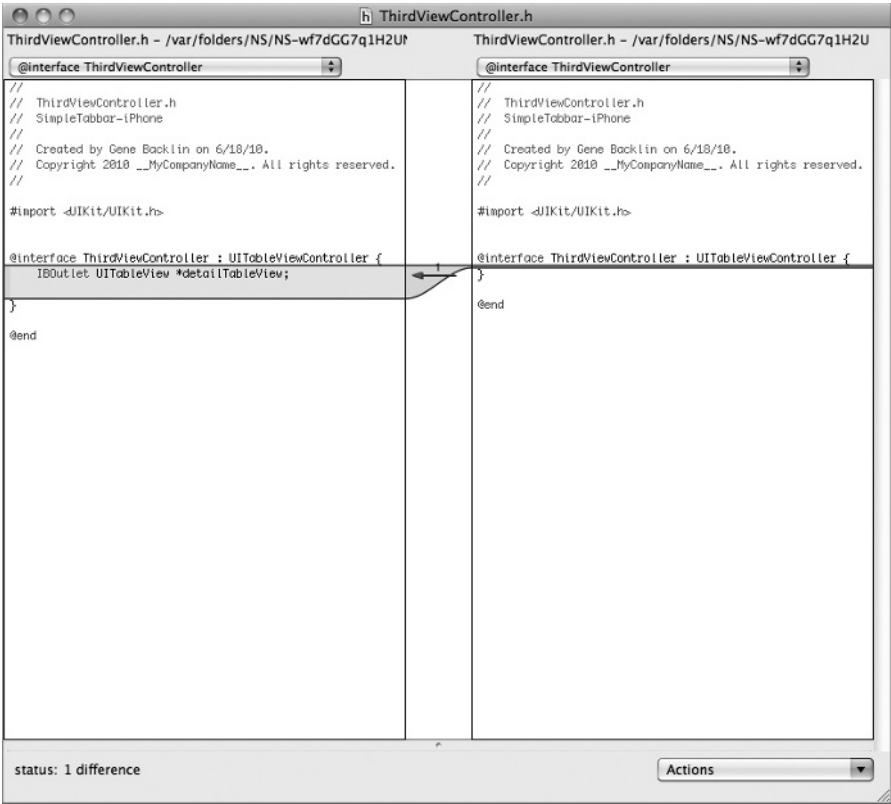 h ThirdViewController.h
ThirdViewController.h – /var/folders/NS/NS-wf7dGG7q1H2UN
@interface ThirdViewController
//
//  ThirdViewController.h
//  SimpleTabbar-iPhone
//
//  Created by Gene Backlin on 6/18/10.
//  Copyright 2010 __MyCompanyName__. All rights reserved.
//
#import <UIKit/UIKit.h>
@interface ThirdViewController : UITableViewController {
    IBOutlet UITableView *detailTableView;
}
@end
1
ThirdViewController.h – /var/folders/NS/NS-wf7dGG7q1H2U
@interface ThirdViewController
//
//  ThirdViewController.h
//  SimpleTabbar-iPhone
//
//  Created by Gene Backlin on 6/18/10.
//  Copyright 2010 __MyCompanyName__. All rights reserved.
//
#import <UIKit/UIKit.h>
@interface ThirdViewController : UITableViewController {
}
@end
status: 1 difference
Actions